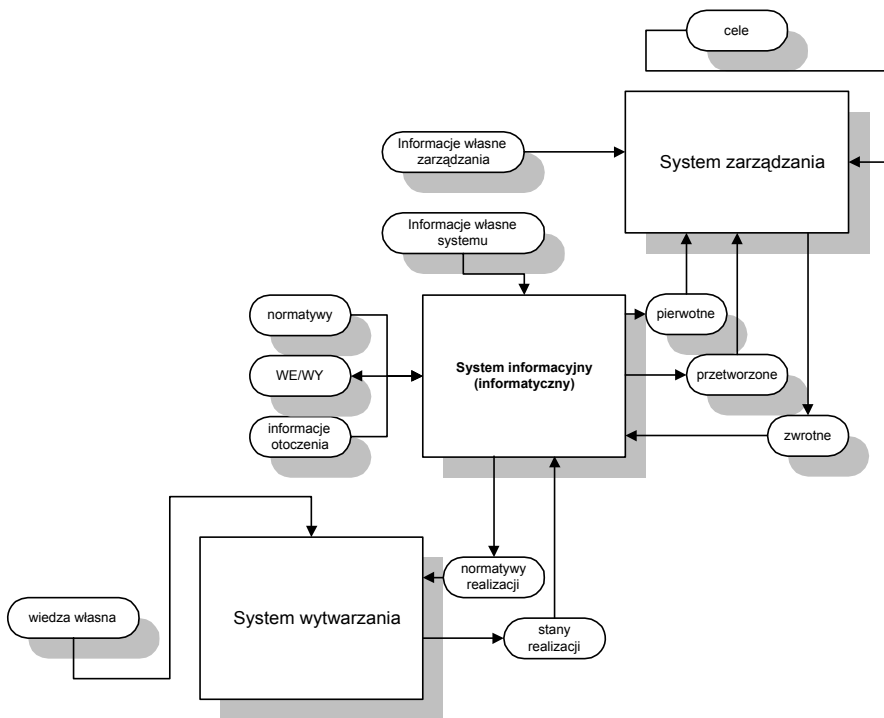 cele
Informacje własne
zarządzania
System zarządzania
Informacje własne
systemu
normatywy
pierwotne
WE/WY
System informacyjny
(informatyczny)
przetworzone
informacje
otoczenia
zwrotne
normatywy
realizacji
wiedza własna
System wytwarzania
stany
realizacji